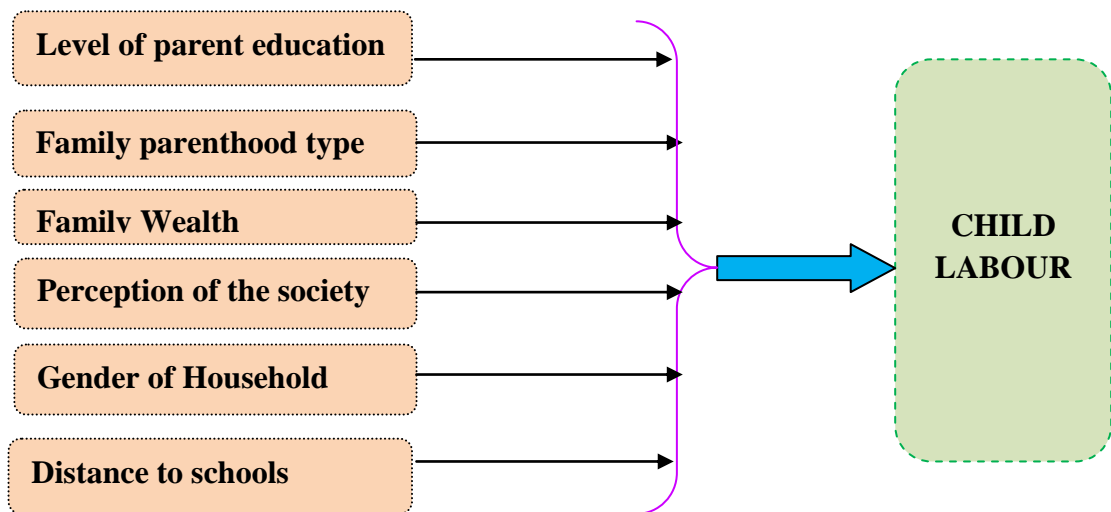 Level of parent education
Family parenthood type
Family Wealth
Perception of the society
Gender of Household
Distance to schools
CHILD
LABOUR